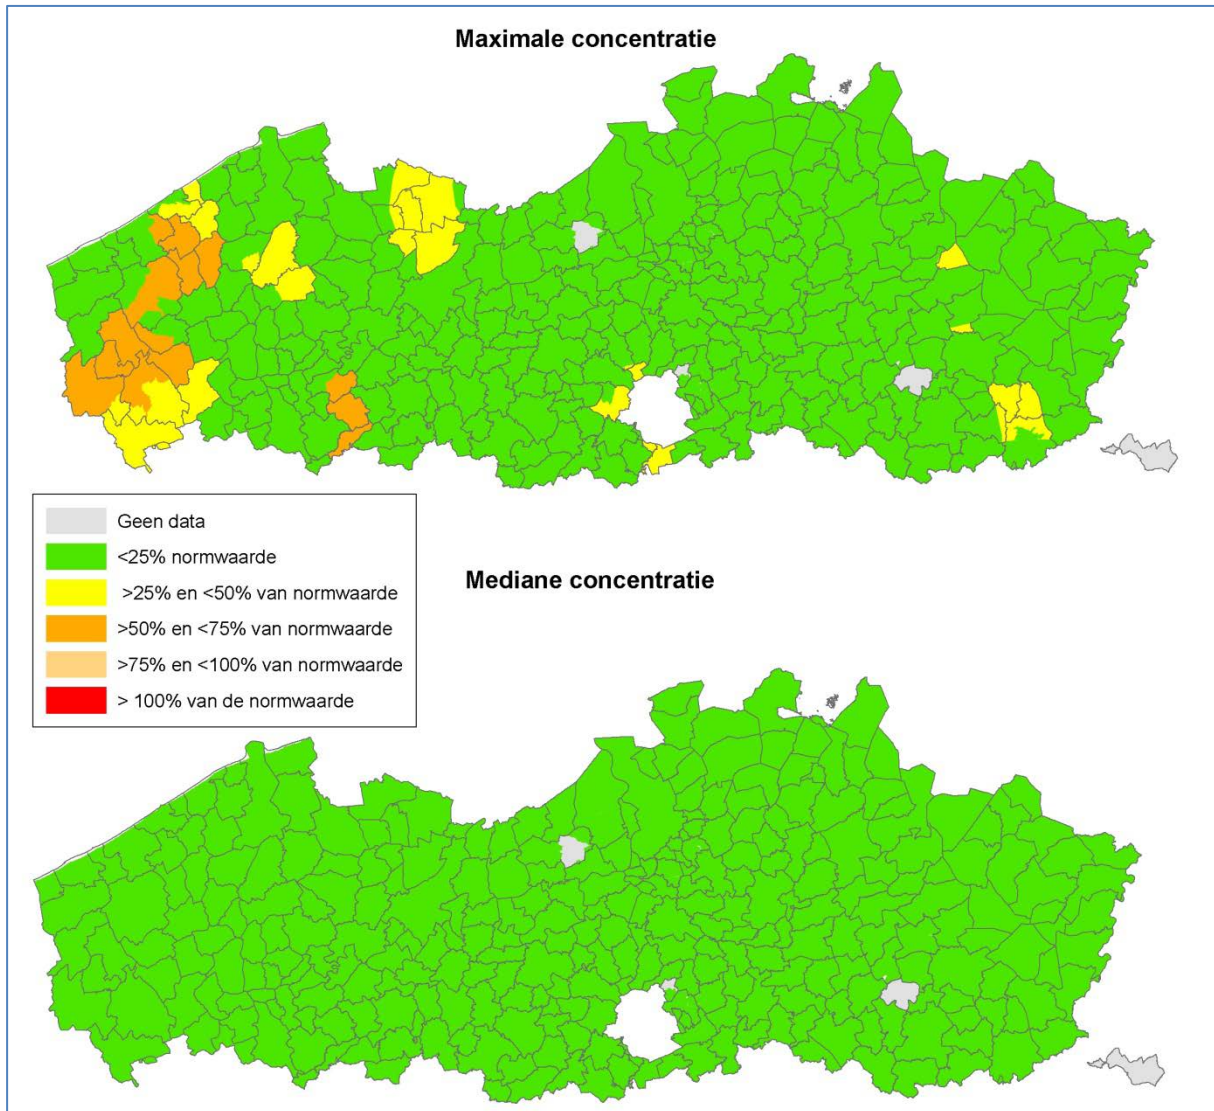 Maximale concentratie
Geen data
<25% normwaarde
>25% en <50% van normwaarde
>50% en <75% van normwaarde
>75% en <100% van normwaarde
> 100% van de normwaarde
Mediane concentratie